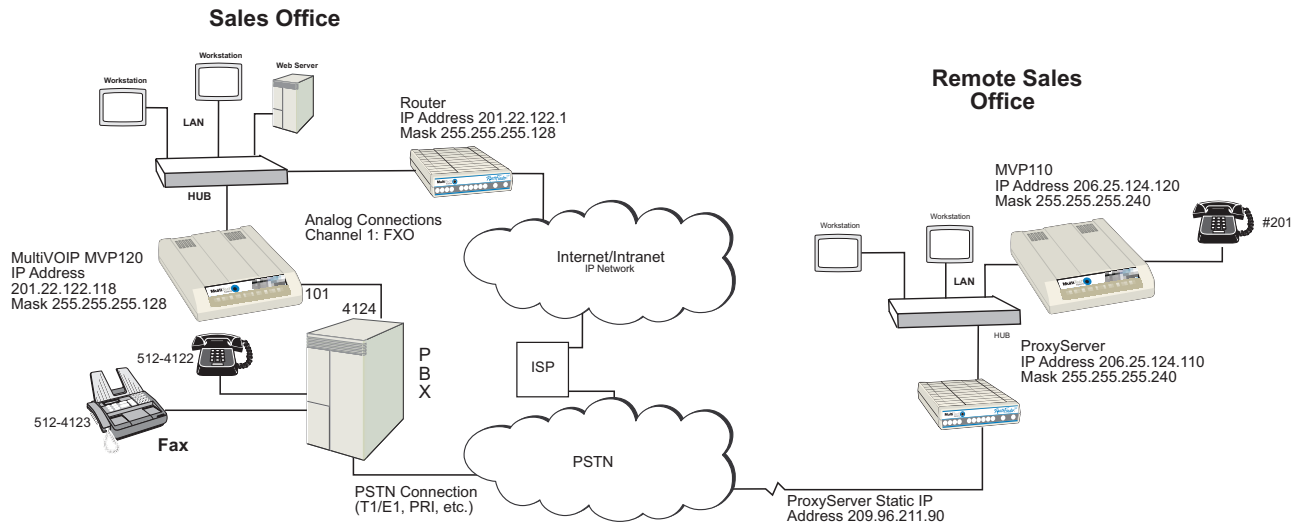 Sales Office
Workstation
Workstation
Web Server
LAN
HUB
Router
IP Address 201.22.122.1
Mask 255.255.255.128
Analog Connections
Channel 1: FXO
MultiVOIP MVP120
IP Address
201.22.122.118
Mask 255.255.255.128
Multi
101
4124
512-4122
512-4123
Fax
P
B
X
PSTN Connection
(T1/E1, PRI, etc.)
Internet/Intranet
IP Network
ISP
PSTN
Remote Sales
Office
MVP110
IP Address 206.25.124.120
Mask 255.255.255.240
#201
Workstation
Workstation
LAN
Multi
HUB
ProxyServer
IP Address 206.25.124.110
Mask 255.255.255.240
ProxyServer Static IP
Address 209.96.211.90